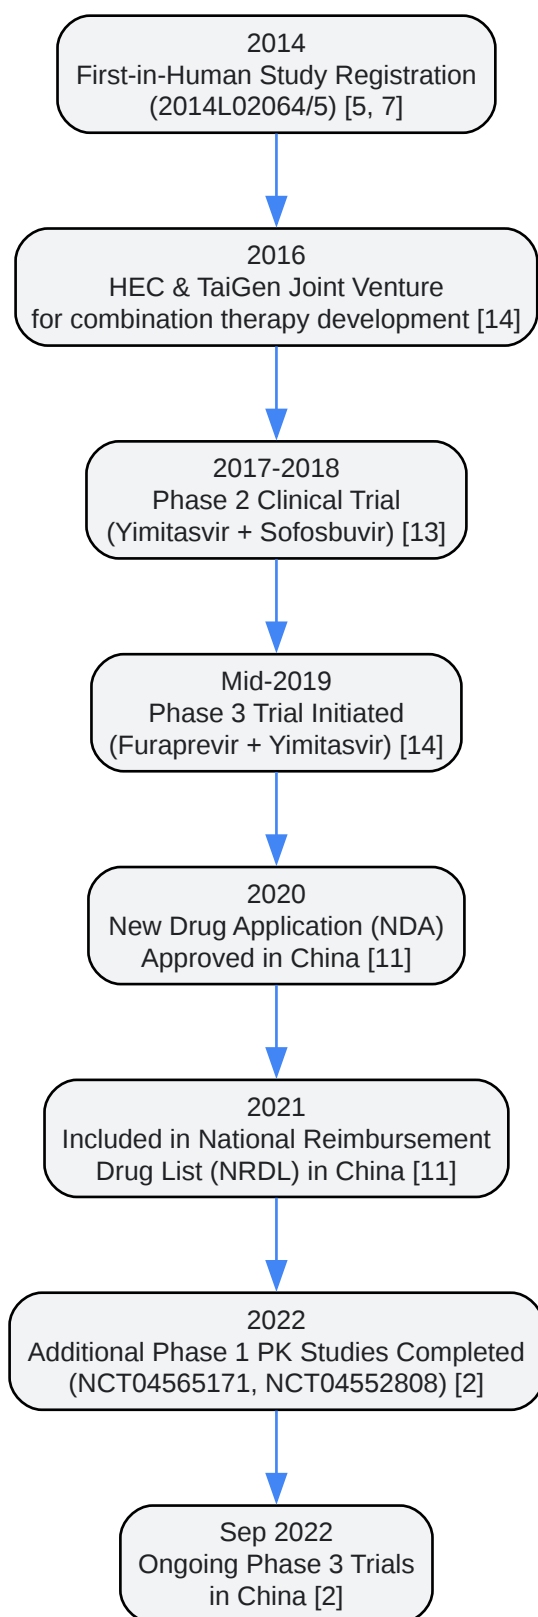 2014
First-in-Human Study Registration
(2014L02064/5) [5, 7]
2016
HEC & TaiGen Joint Venture
for combination therapy development [14]
2017-2018
Phase 2 Clinical Trial
(Yimitasvir + Sofosbuvir) [13]
Mid-2019
Phase 3 Trial Initiated
(Furaprevir + Yimitasvir) [14]
2020
New Drug Application (NDA)
Approved in China [11]
2021
Included in National Reimbursement
Drug List (NRDL) in China [11]
2022
Additional Phase 1 PK Studies Completed
(NCT04565171, NCT04552808) [2]
Sep 2022
Ongoing Phase 3 Trials
in China [2]